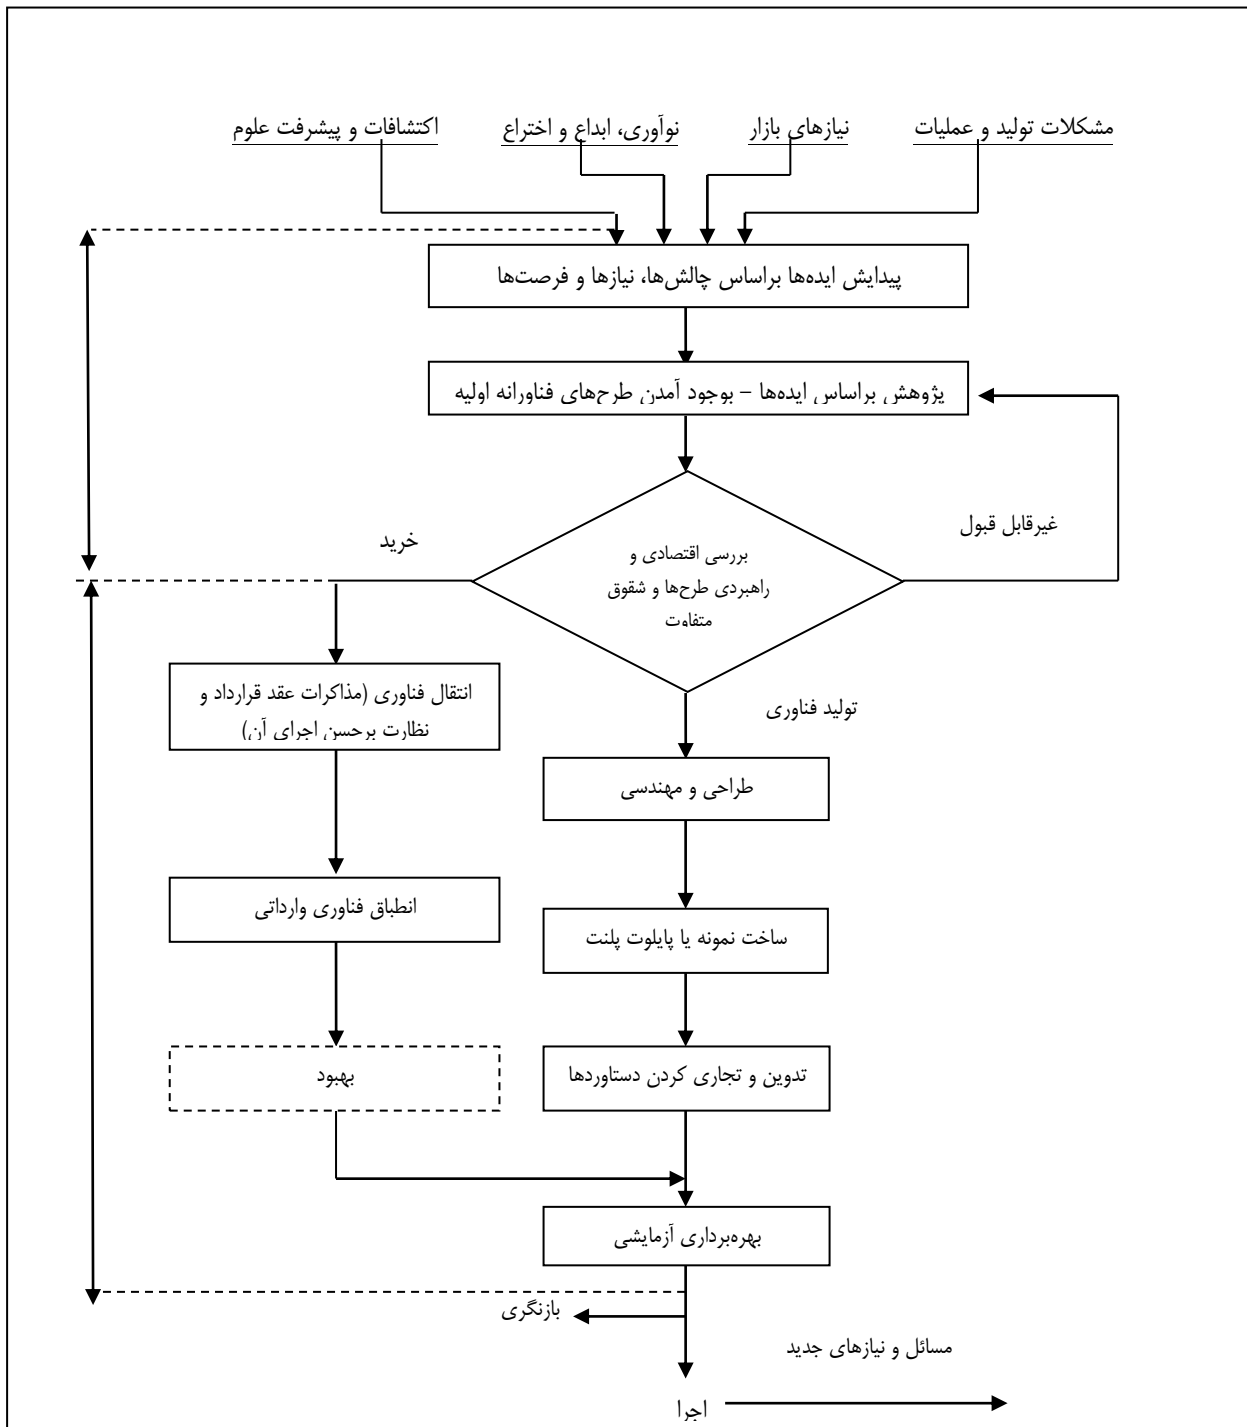 مشکلات تولید و عملیات
نیازهای بازار
نوآوری، ابداع و اختراع
اکتشافات و پیشرفت علوم
پیدایش ایده‌ها براساس چالش‌ها، نیازها و فرصت‌ها
پژوهش براساس ایده‌ها – بوجود آمدن طرح‌های فناورانه اولیه
غیرقابل قبول
خرید
بررسی اقتصادی و
راهبردی طرح‌ها و شقوق
متفاوت
تولید فناوری
انتقال فناوری (مذاکرات عقد قرارداد و
نظارت برحسن اجرای آن)
طراحی و مهندسی
انطباق فناوری وارداتی
ساخت نمونه یا پایلوت پلنت
تدوین و تجاری کردن دستاوردها
بهبود
بهره‌برداری آزمایشی
بازنگری
مسائل و نیازهای جدید
اجرا